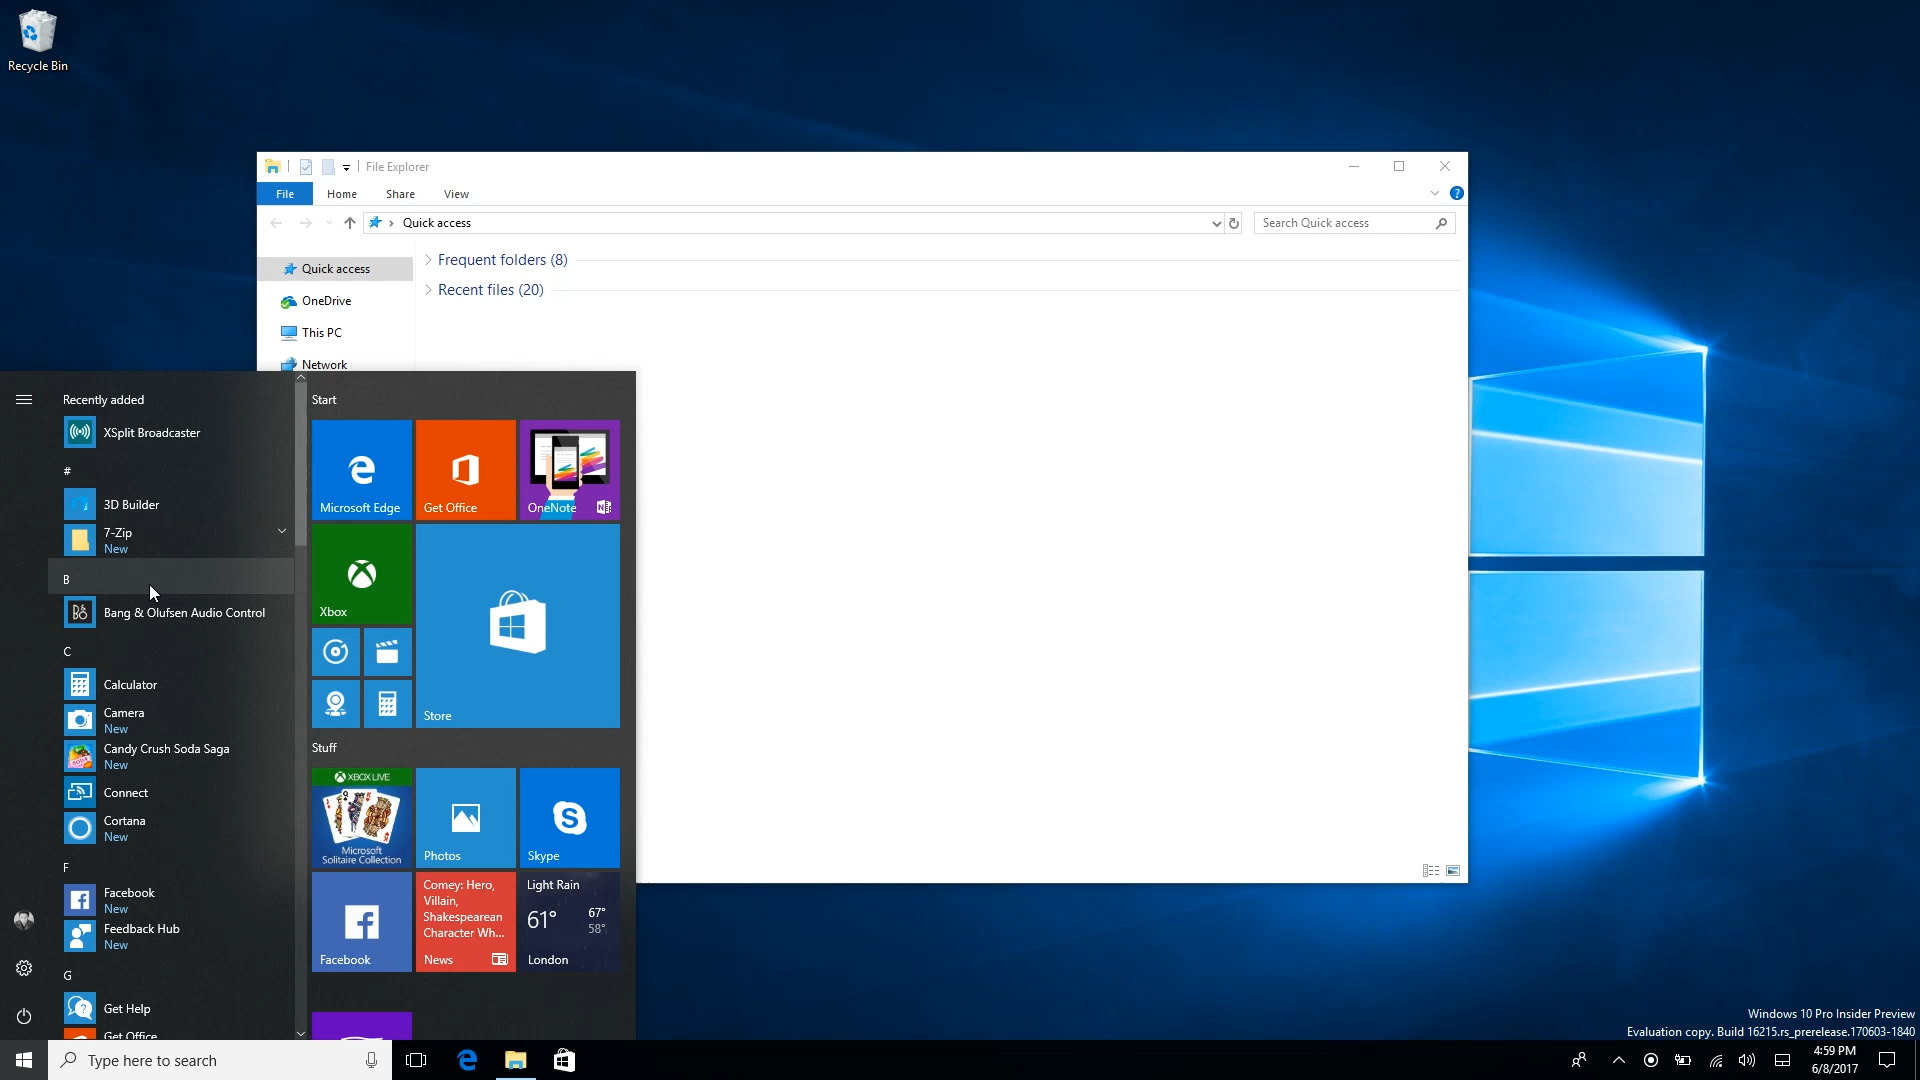 Recycle Bin
File Explorer
File Home Share View
Quick access
Search Quick access
Quick access
OneDrive
This PC
Network
Frequent folders (8)
Recent files (20)
Recently added
XSplit Broadcaster
#
3D Builder
7-Zip
New
B
Bang & Olufsen Audio Control
C
Calculator
Camera
New
Candy Crush Soda Saga
New
Connect
Cortana
New
F
Facebook
New
Feedback Hub
New
G
Get Help
Get Office
Start
Microsoft Edge
Get Office
OneNote
Xbox
Store
Stuff
XBOX LIVE
Microsoft
Solitaire Collection
Photos
Skype
Facebook
Comey: Hero,
Villain,
Shakespearean
Character Wh...
News
Light Rain
61°
67°
58°
London
Windows 10 Pro Insider Preview
Evaluation copy. Build 16215.rs_prerelease.170603-1840
Type here to search
4:59 PM
6/8/2017